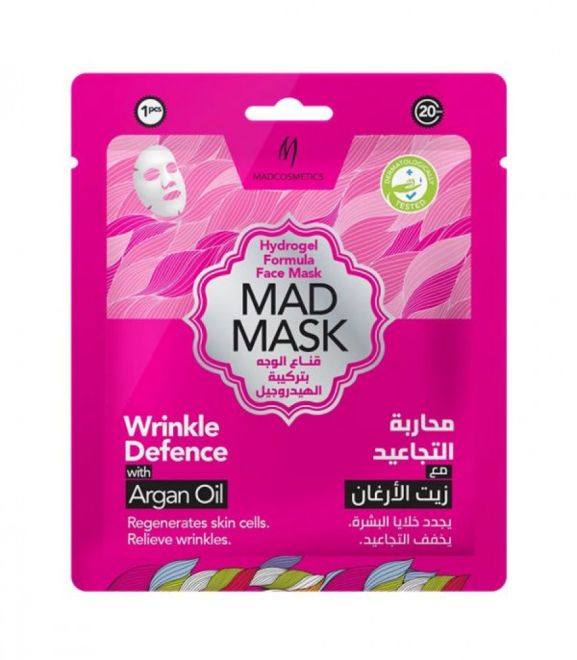 1pcs
20
MADCOSMETICS
DERMATOLOGICALLY
TESTED
Hydrogel
Formula
Face Mask
MAD
MASK
قناع الوجه
بتركيبة
الهيدروجيل
Wrinkle
Defence
with
Argan Oil
Regenerates skin cells.
Relieve wrinkles.
محاربة
التجاعيد
مع
زيت الأرغان
يجدد خلايا البشرة.
يخفف التجاعيد.